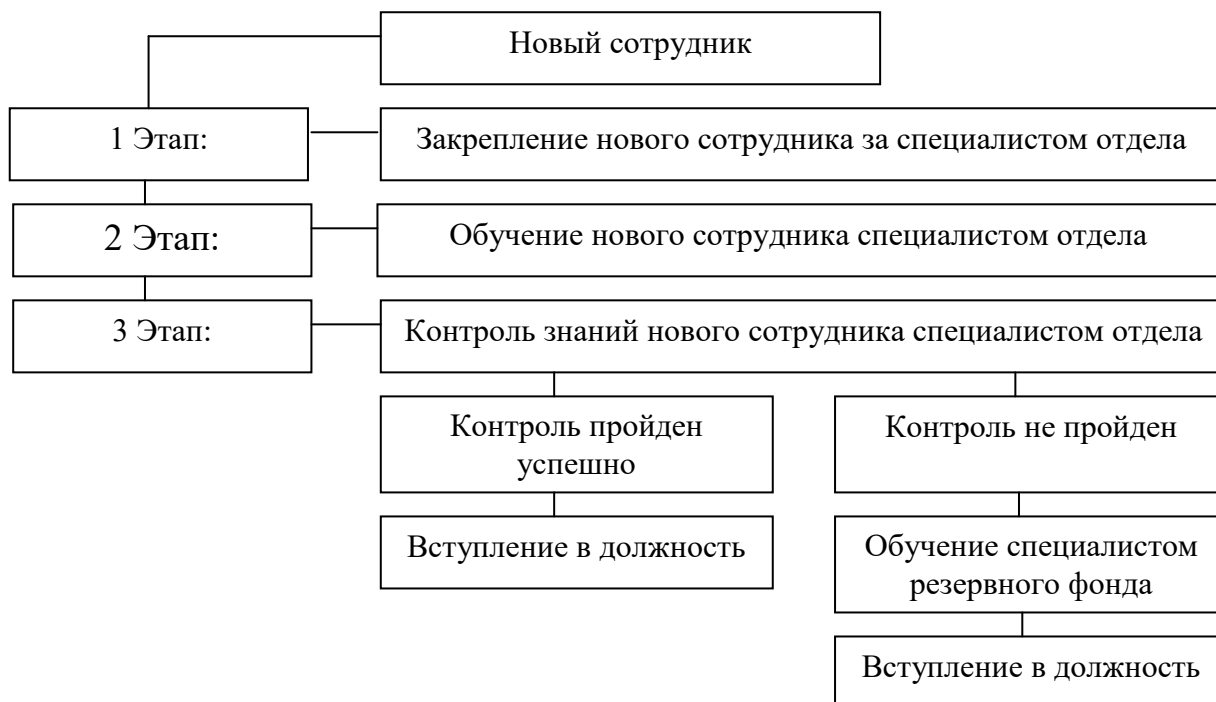 Новый сотрудник
1 Этап:
Закрепление нового сотрудника за специалистом отдела
2 Этап:
Обучение нового сотрудника специалистом отдела
3 Этап:
Контроль знаний нового сотрудника специалистом отдела
Контроль пройден
успешно
Контроль не пройден
Вступление в должность
Обучение специалистом
резервного фонда
Вступление в должность